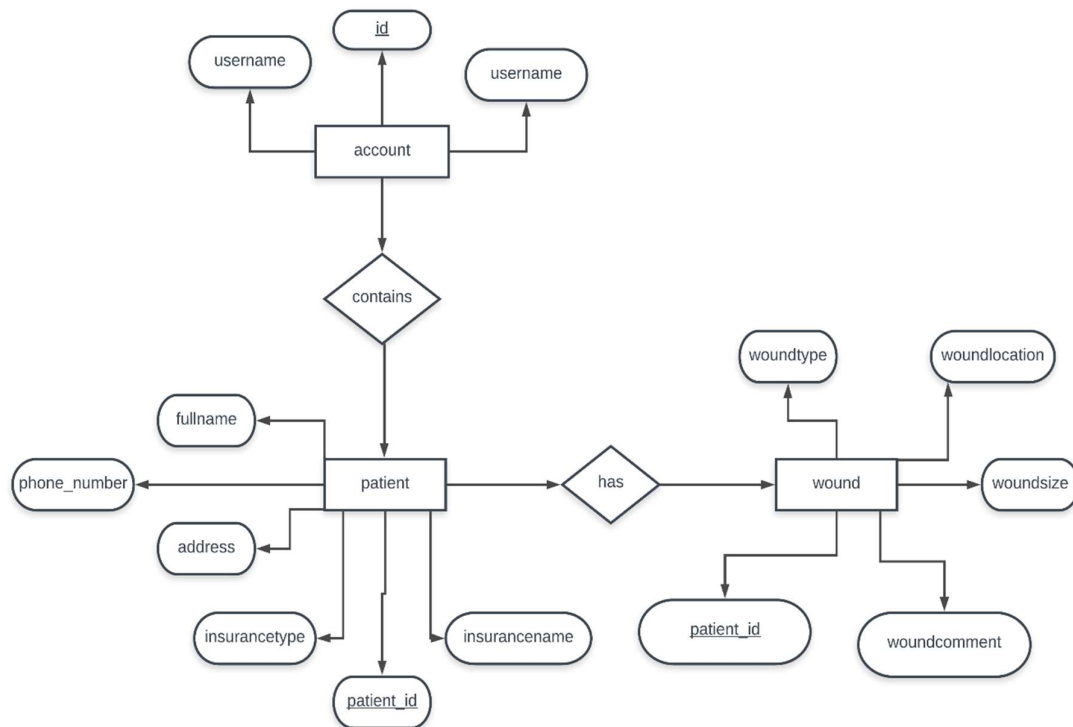 id
username
username
account
contains
woundtype
woundlocation
fullname
phone_number
patient
has
wound
woundsize
address
insurancetype
insurancename
patient_id
woundcomment
patient_id